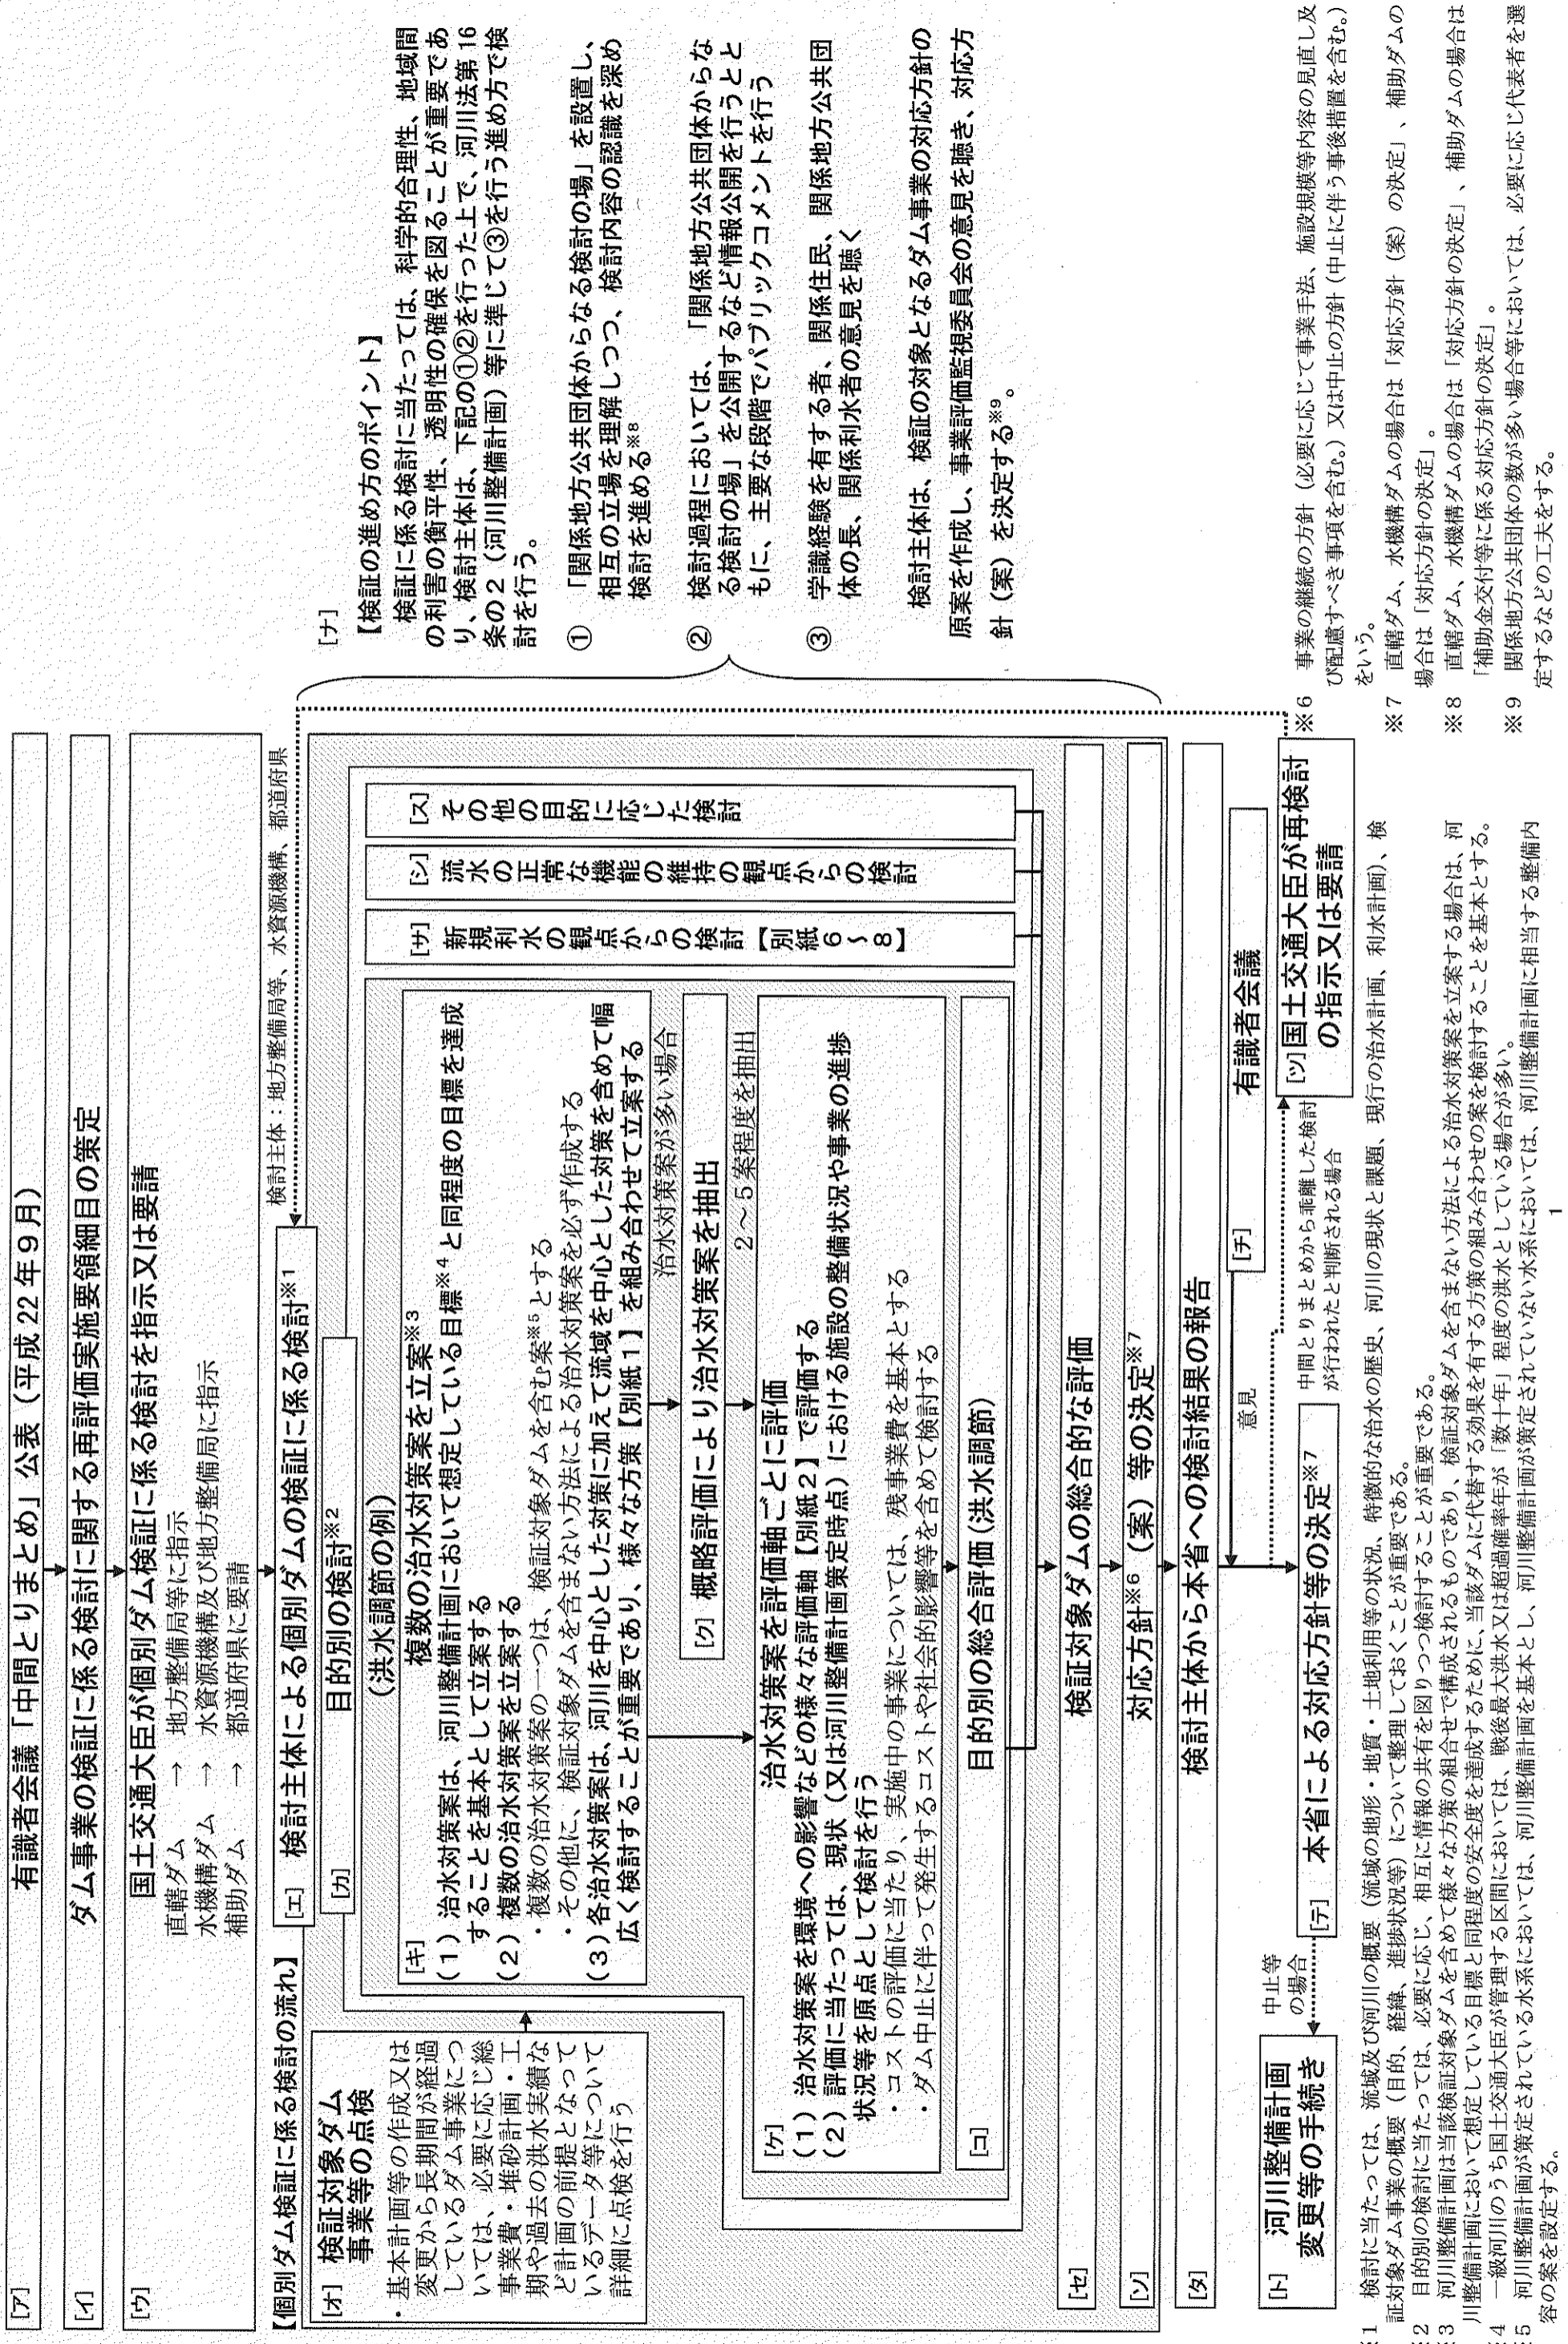 [ア] 有識者会議「中間とりまとめ」公表（平成22年9月）
[イ] ダム事業の検証に係る検討に関する再評価実施要領細目の策定
[ウ] 国土交通大臣が個別ダム検証に係る検討を指示又は要請
直轄ダム → 地方整備局等に指示
水機構ダム → 水資源機構及び地方整備局に指示
補助ダム → 都道府県に要請
【個別ダム検証に係る検討の流れ】
検討主体：地方整備局等、水資源機構、都道府県
[エ] 検討主体による個別ダムの検証に係る検討※1
[オ] 検証対象ダム
事業等の点検
・基本計画等の作成又は
変更から長期間が経過
しているダム事業につ
いては、必要に応じ総
事業費・堆砂計画・工
期や過去の洪水実績な
ど計画の前提となって
いるデータ等について
詳細に点検を行う
[カ] 目的別の検討※2
（洪水調節の例）
[キ] 複数の治水対策案を立案※3
（1）治水対策案は、河川整備計画において想定している目標※4と同程度の目標を達成
することを基本として立案する
（2）複数の治水対策案を立案する
・複数の治水対策案の一つは、検証対象ダムを含む案※5とする
・その他に、検証対象ダムを含まない方法による治水対策案を必ず作成する
（3）各治水対策案は、河川を中心とした対策に加えて流域を中心とした対策を含めて幅
広く検討することが重要であり、様々な方策【別紙1】を組み合わせて立案する
治水対策案が多い場合
[ク] 概略評価により治水対策案を抽出
2～5案程度を抽出
[ケ] 治水対策案を評価軸ごとに評価
（1）治水対策案を環境への影響などの様々な評価軸【別紙2】で評価する
（2）評価に当たっては、現状（又は河川整備計画策定時点）における施設の整備状況や事業の進捗
状況等を原点として検討を行う
・コストの評価に当たり、実施中の事業については、残事業費を基本とする
・ダム中止に伴って発生するコストや社会的影響等を含めて検討する
[コ] 目的別の総合評価（洪水調節）
[サ] 新規利水の観点からの検討【別紙6～8】
[シ] 流水の正常な機能の維持の観点からの検討
[ス] その他の目的に応じた検討
[セ] 検証対象ダムの総合的な評価
[ソ] 対応方針※6（案）等の決定※7
[タ] 検討主体から本省への検討結果の報告
[チ] 有識者会議
意見
中間とりまとめから乖離した検討
が行われたと判断される場合
[ツ] 国土交通大臣が再検討
の指示又は要請
[テ] 本省による対応方針等の決定※7
中止等
の場合
[ト] 河川整備計画
変更等の手続き
[ナ]
【検証の進め方のポイント】
検証に係る検討に当たっては、科学的合理性、地域間
の利害の衡平性、透明性の確保を図ることが重要であ
り、検討主体は、下記の①②を行った上で、河川法第16
条の2（河川整備計画）等に準じて③を行う進め方で検
討を行う。
① 「関係地方公共団体からなる検討の場」を設置し、
相互の立場を理解しつつ、検討内容の認識を深め
検討を進める※8
② 検討過程においては、「関係地方公共団体からな
る検討の場」を公開するなど情報公開を行うとと
もに、主要な段階でパブリックコメントを行う
③ 学識経験を有する者、関係住民、関係地方公共団
体の長、関係利水者の意見を聴く
検討主体は、検証の対象となるダム事業の対応方針の
原案を作成し、事業評価監視委員会の意見を聴き、対応方
針（案）を決定する※9。
※1 検討に当たっては、流域及び河川の概要（流域の地形・地質・土地利用等の状況、特徴的な治水の歴史、河川の現状と課題、現行の治水計画、利水計画）、検
証対象ダム事業の概要（目的、経緯、進捗状況等）について整理しておくことが重要である。
※2 目的別の検討に当たっては、必要に応じ、相互に情報の共有を図りつつ検討することが重要である。
※3 河川整備計画は当該検証対象ダムを含めて様々な方策の組合せで構成されるものであり、検証対象ダムを含まない方法による治水対策案を立案する場合は、河
川整備計画において想定している目標と同程度の安全度を達成するために、当該ダムに代替する効果を有する方策の組み合わせの案を検討することを基本とする。
※4 一級河川のうち国土交通大臣が管理する区間においては、戦後最大洪水又は超過確率年が「数十年」程度の洪水としている場合が多い。
※5 河川整備計画が策定されている水系においては、河川整備計画を基本とし、河川整備計画が策定されていない水系においては、河川整備計画に相当する整備内
容の案を設定する。
※6 事業の継続の方針（必要に応じて事業手法、施設規模等内容の見直し及
び配慮すべき事項を含む。）又は中止の方針（中止に伴う事後措置を含む。）
をいう。
※7 直轄ダム、水機構ダムの場合は「対応方針（案）の決定」、補助ダムの
場合は「対応方針の決定」。
※8 直轄ダム、水機構ダムの場合は「対応方針の決定」、補助ダムの場合は
「補助金交付等に係る対応方針の決定」。
※9 関係地方公共団体の数が多い場合等においては、必要に応じ代表者を選
定するなどの工夫をする。
1